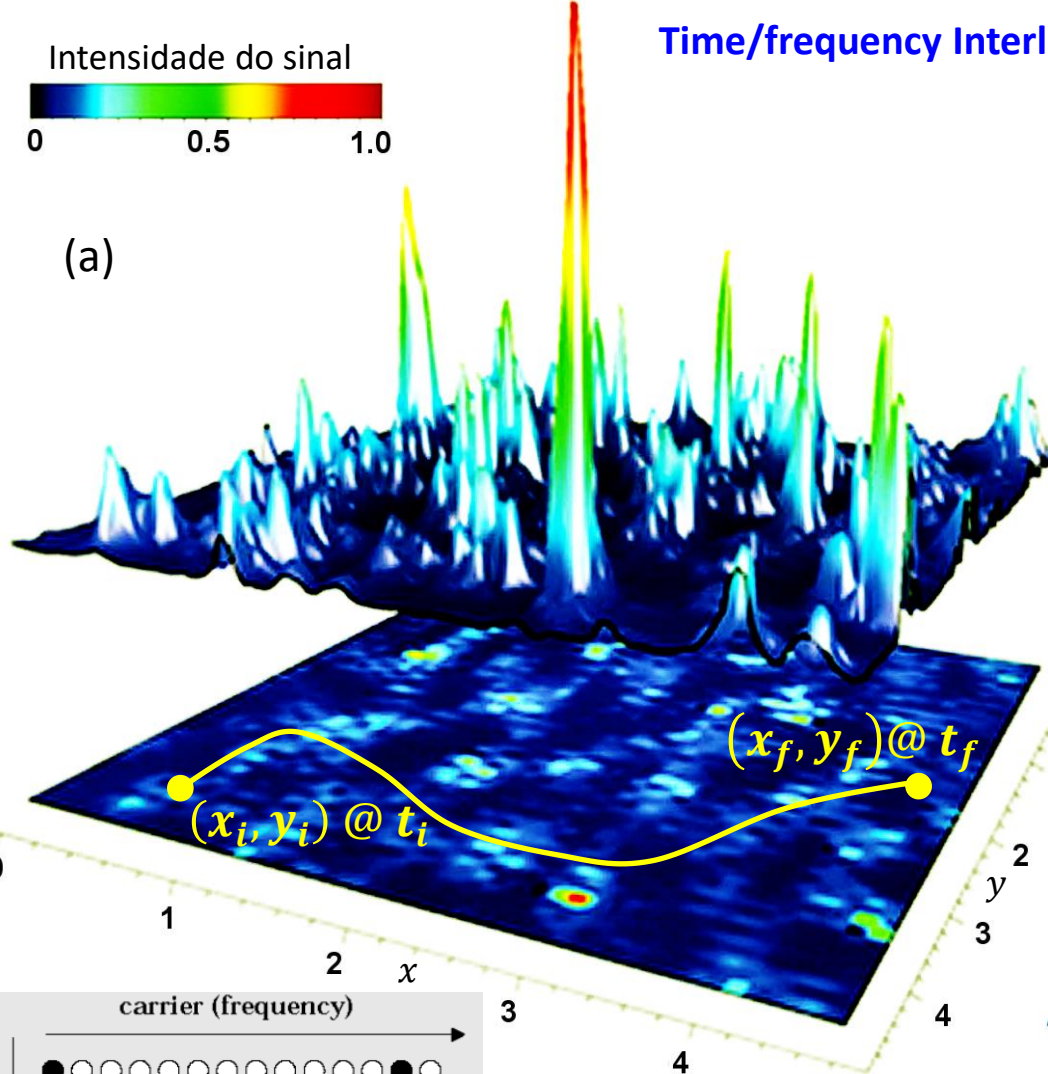 Time/frequency Interl
Intensidade do sinal
0 0.5 1.0
(a)
(x_f, y_f)@ t_f
(x_i, y_i) @ t_i
0
1
2
x
3
4
2
y
3
4
carrier (frequency)